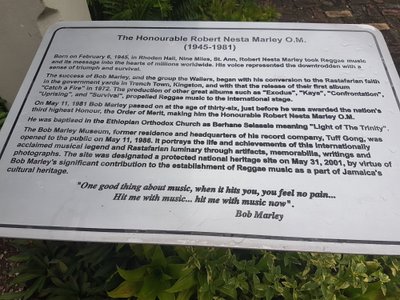 The Honourable Robert Nesta Marley O.M.
(1945-1981)
Born on February 6, 1945, in Rhoden Hall, Nine Miles, St. Ann, Robert Nesta Marley took Reggae music
and its message into the hearts of millions worldwide. His voice represented the downtrodden with a
sense of triumph and survival.
The success of Bob Marley, and the group the Wailers, began with his conversion to the Rastafarian faith
in the government yards in Trench Town, Kingston, and with that the release of their first album
"Catch a Fire" in 1972. The production of other great albums such as "Exodus", "Kaya", "Confrontation",
"Uprising", and "Survival", propelled Reggae music to the international stage.
On May 11, 1981 Bob Marley passed on at the age of thirty-six, just before he was awarded the nation's
third highest Honour, the Order of Merit, making him the Honourable Robert Nesta Marley O.M.
He was baptised in the Ethiopian Orthodox Church as Berhane Selassie meaning "Light of The Trinity".
The Bob Marley Museum, former residence and headquarters of his record company, Tuff Gong, was
opened to the public on May 11, 1986. It portrays the life and achievements of this internationally
acclaimed musical legend and Rastafarian luminary through artifacts, memorabilia, writings and
photographs. The site was designated a protected national heritage site on May 31, 2001, by virtue of
Bob Marley's significant contribution to the establishment of Reggae music as a part of Jamaica's
cultural heritage.
"One good thing about music, when it hits you, you feel no pain...
Hit me with music... hit me with music now".
Bob Marley